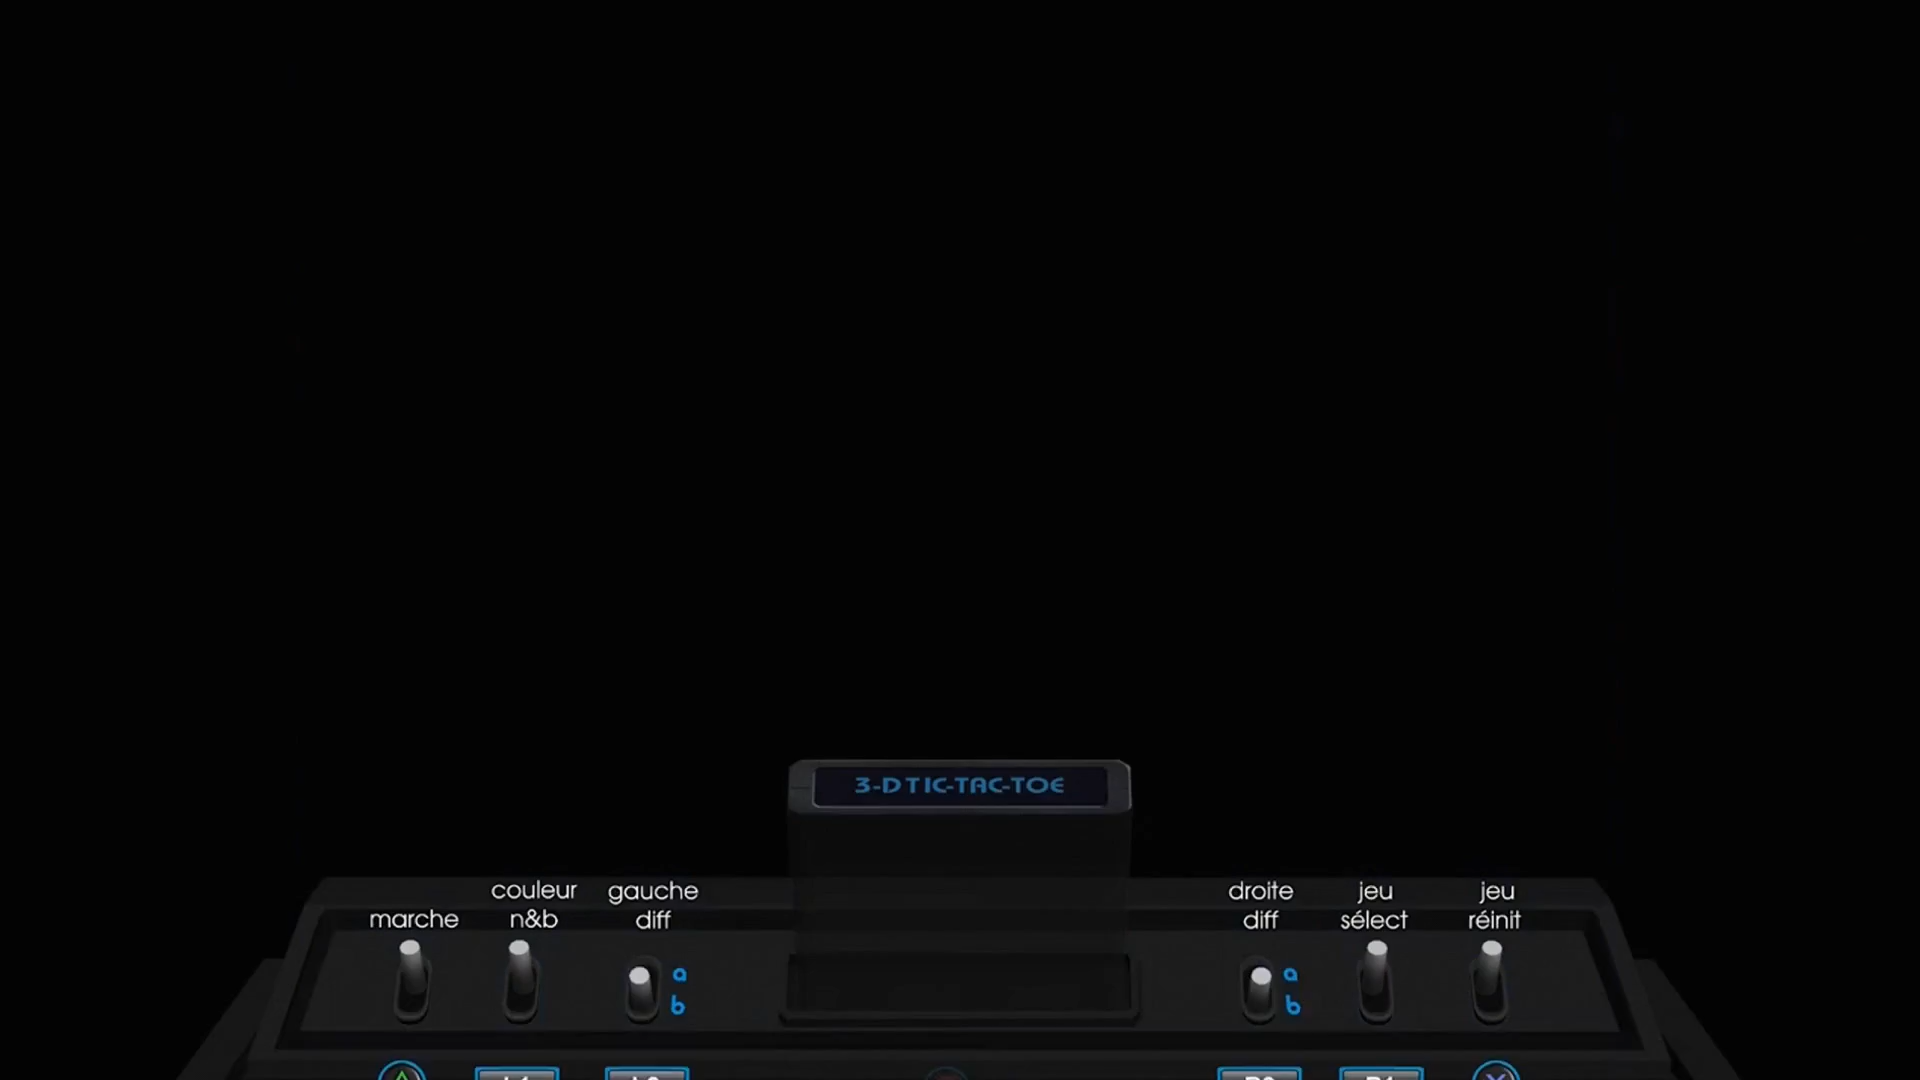 3-D TIC-TAC-TOE
marche
couleur
n&b
gauche
diff
a
b
droite
diff
a
b
jeu
sélect
jeu
réinit